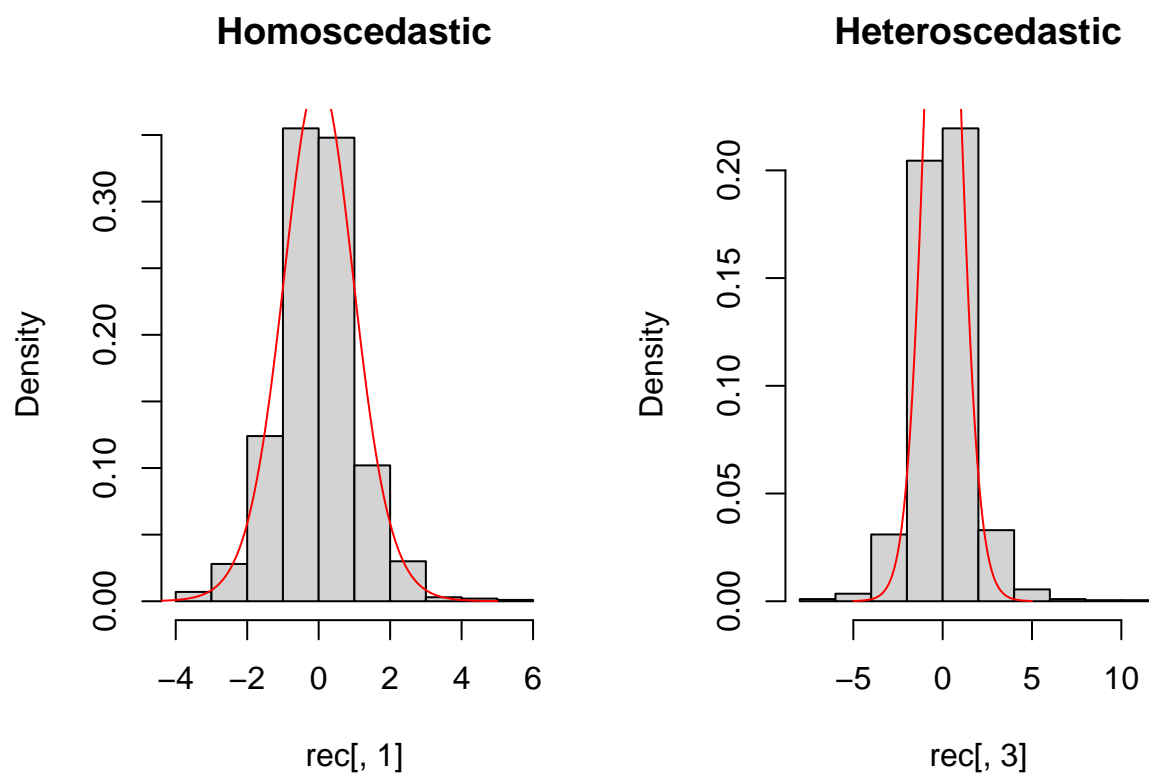 Homoscedastic
Density
0.00 0.10 0.20 0.30
−4 −2 0 2 4 6
rec[, 1]
Heteroscedastic
Density
0.00 0.05 0.10 0.15 0.20
−5 0 5 10
rec[, 3]